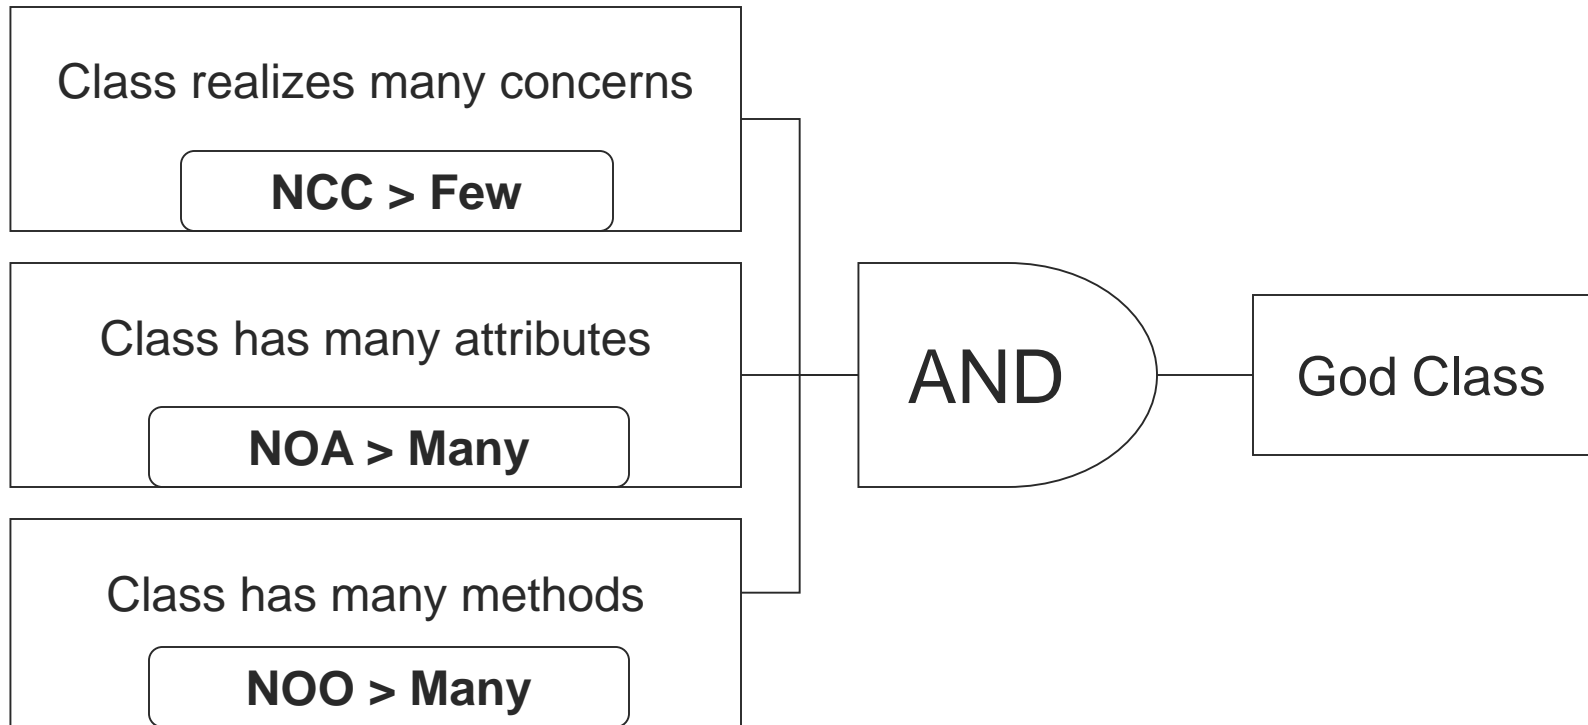 Class realizes many concerns
NCC > Few
Class has many attributes
NOA > Many
Class has many methods
NOO > Many
AND
God Class